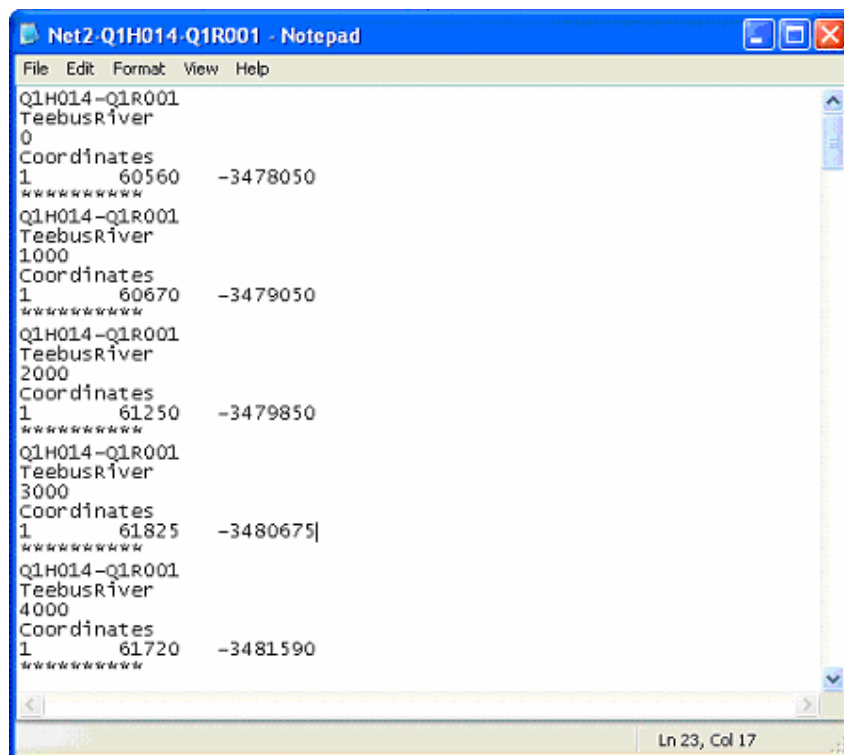 Net2-Q1H014-Q1R001 - Notepad
File Edit Format View Help
Q1H014-Q1R001
TeebusRiver
0
Coordinates
1 60560 -3478050
**********
Q1H014-Q1R001
TeebusRiver
1000
Coordinates
1 60670 -3479050
**********
Q1H014-Q1R001
TeebusRiver
2000
Coordinates
1 61250 -3479850
**********
Q1H014-Q1R001
TeebusRiver
3000
Coordinates
1 61825 -3480675
**********
Q1H014-Q1R001
TeebusRiver
4000
Coordinates
1 61720 -3481590
**********
Ln 23, Col 17